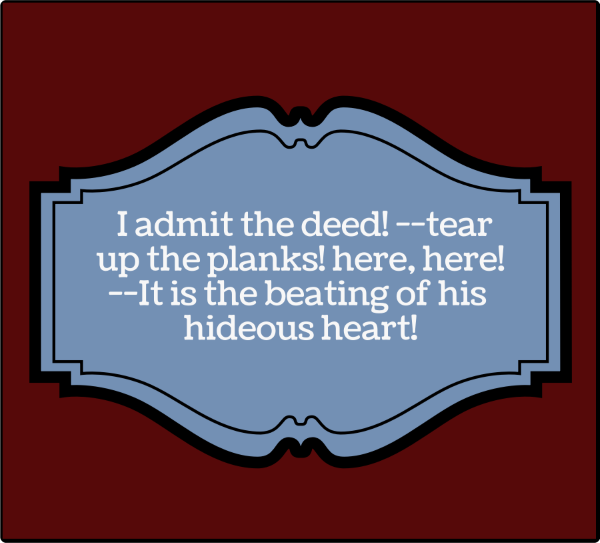 I admit the deed! --tear
up the planks! here, here!
--It is the beating of his
hideous heart!